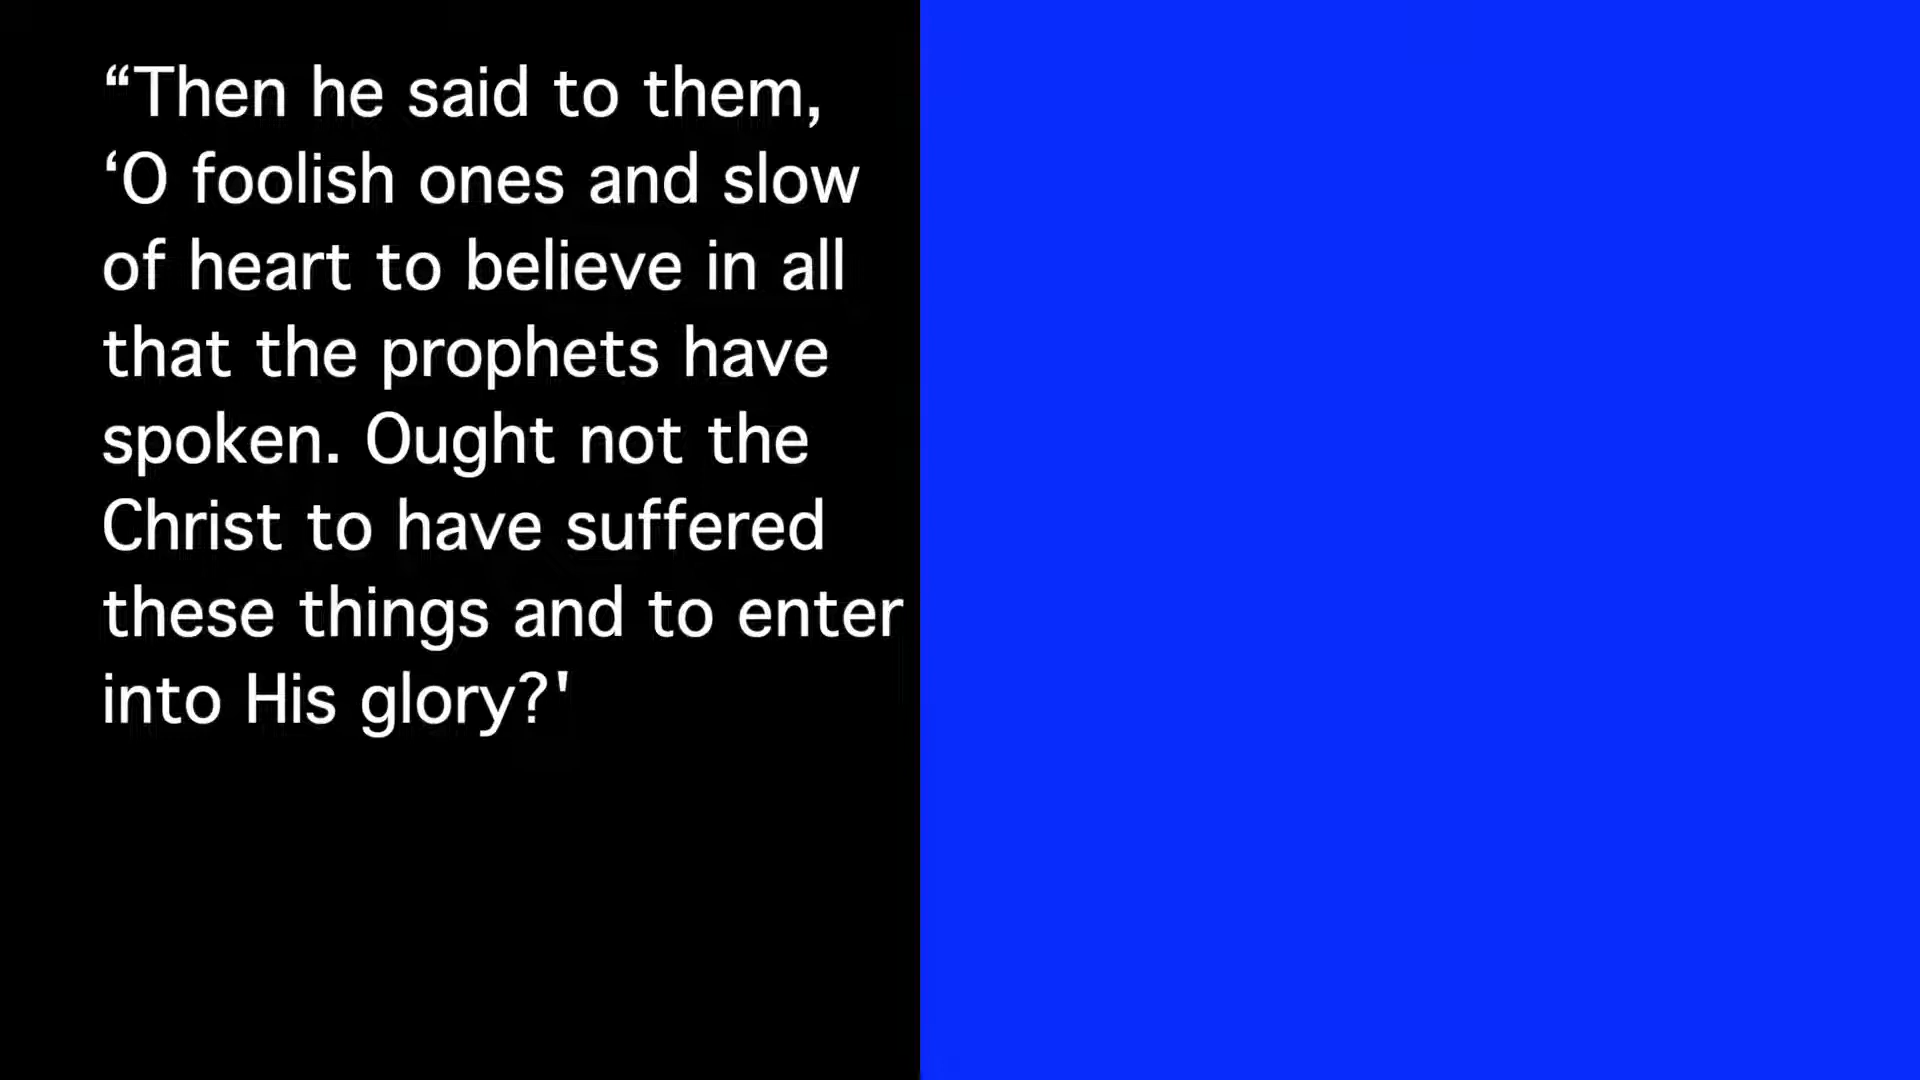 “Then he said to them,
‘O foolish ones and slow
of heart to believe in all
that the prophets have
spoken. Ought not the
Christ to have suffered
these things and to enter
into His glory?'